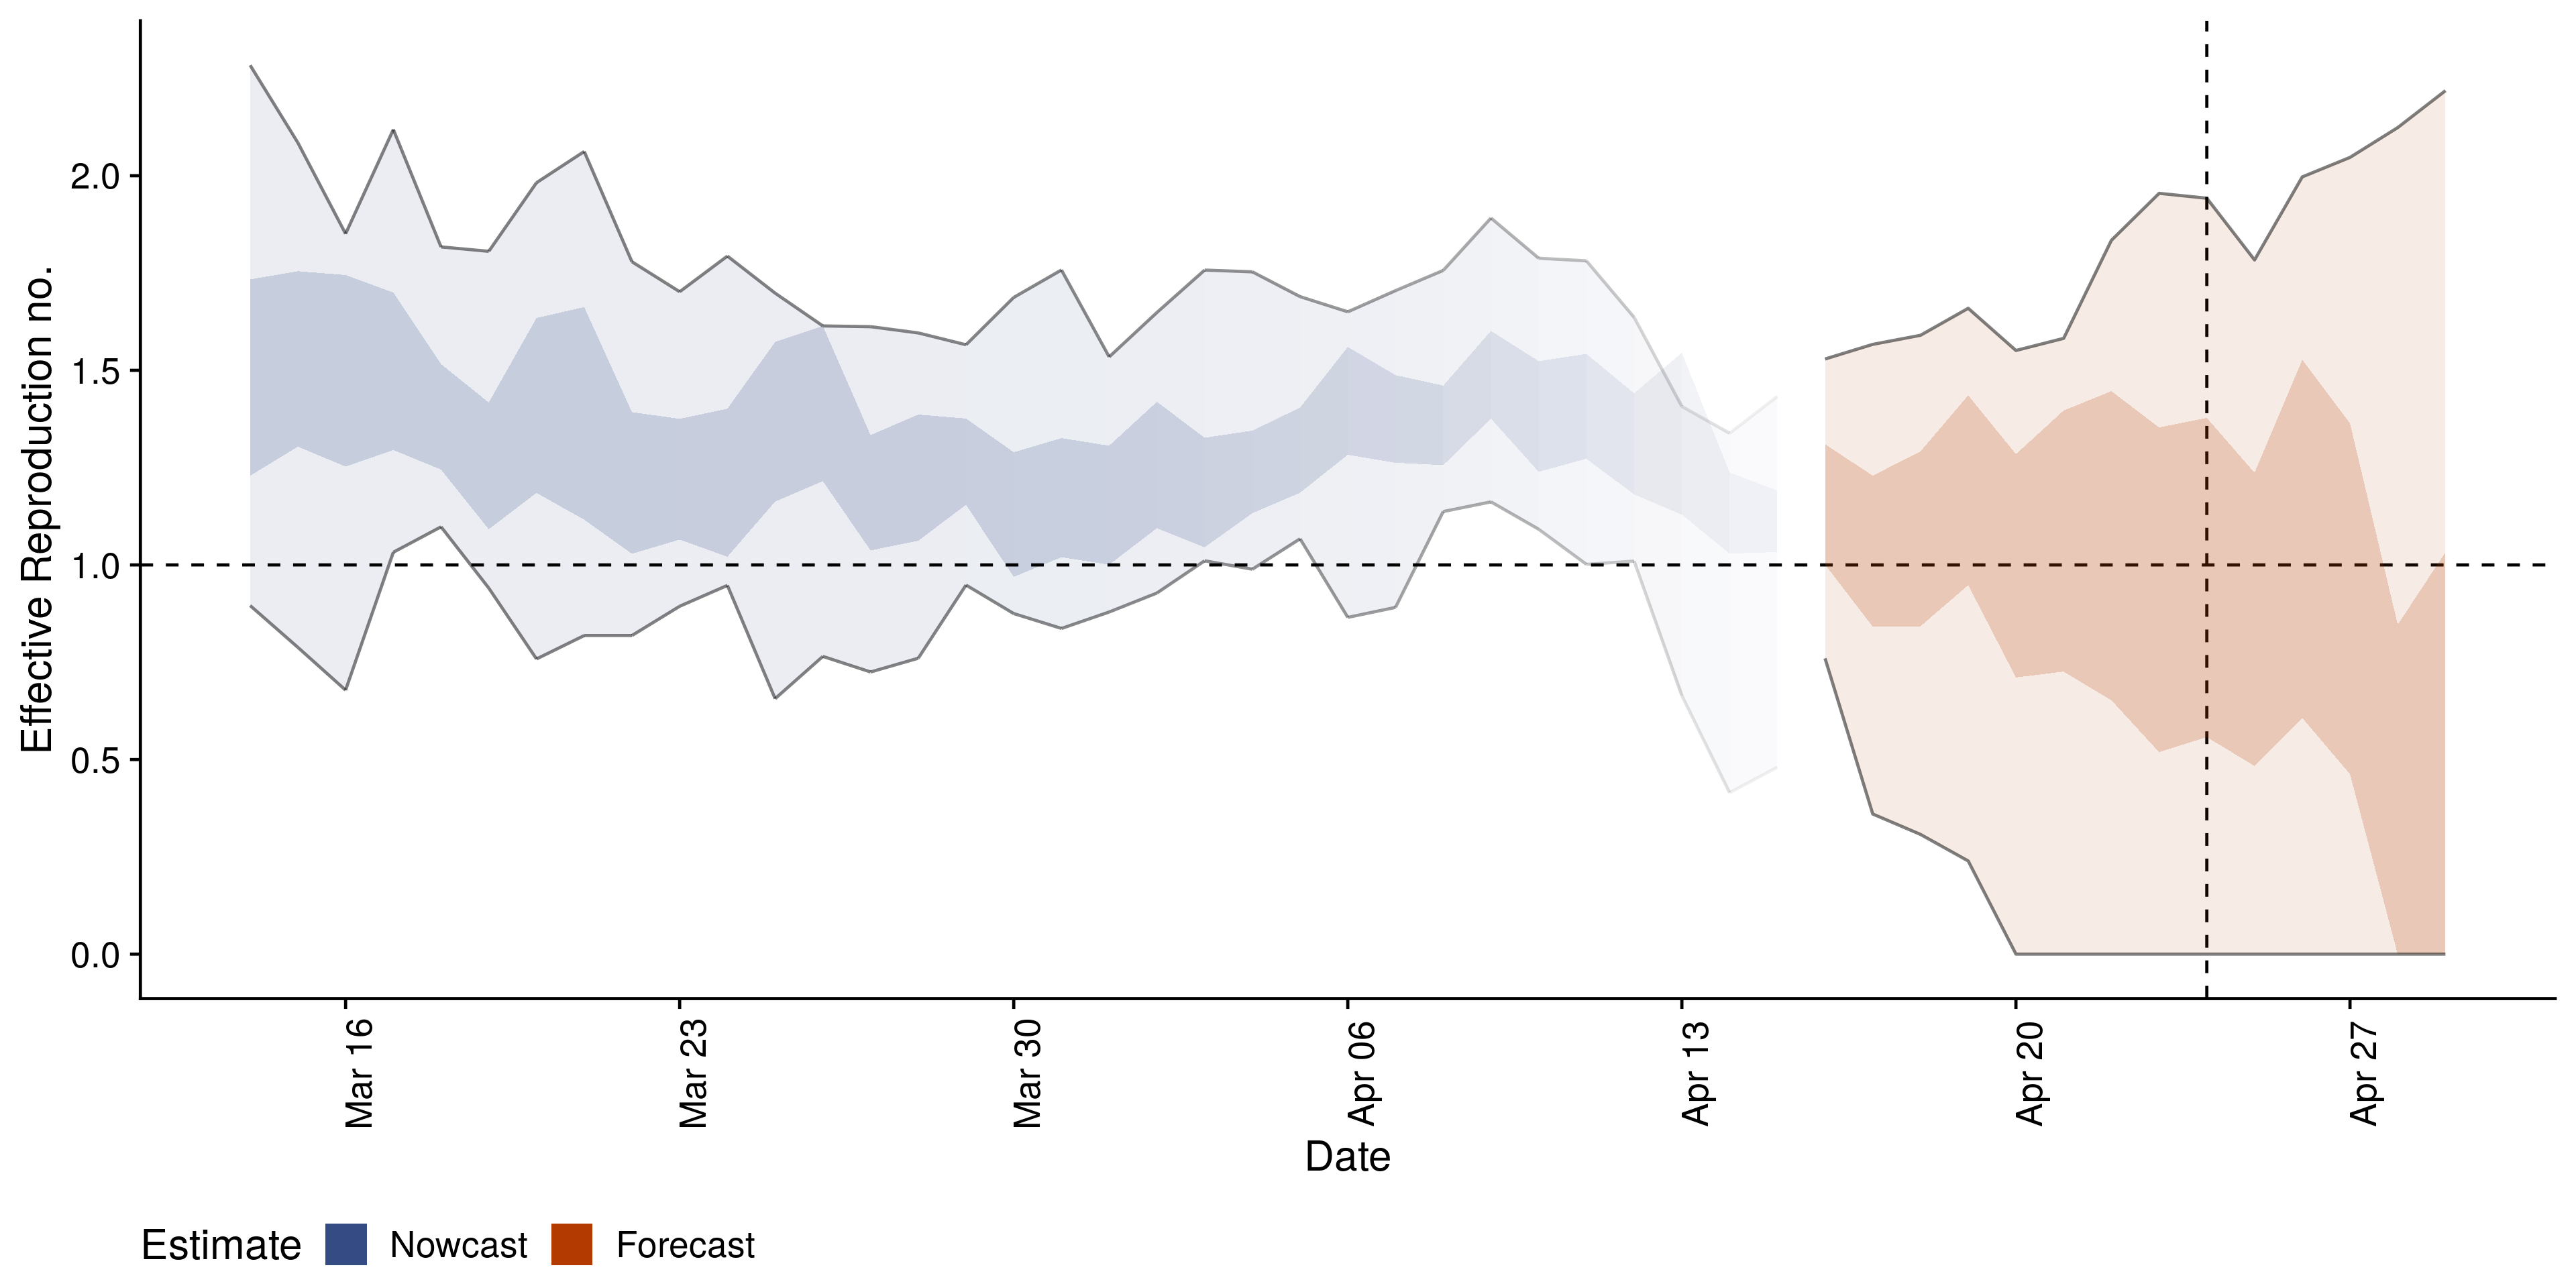 Effective Reproduction no.
2.0
1.5
1.0
0.5
0.0
Mar 16
Mar 23
Mar 30
Apr 06
Apr 13
Apr 20
Apr 27
Date
Estimate Nowcast Forecast